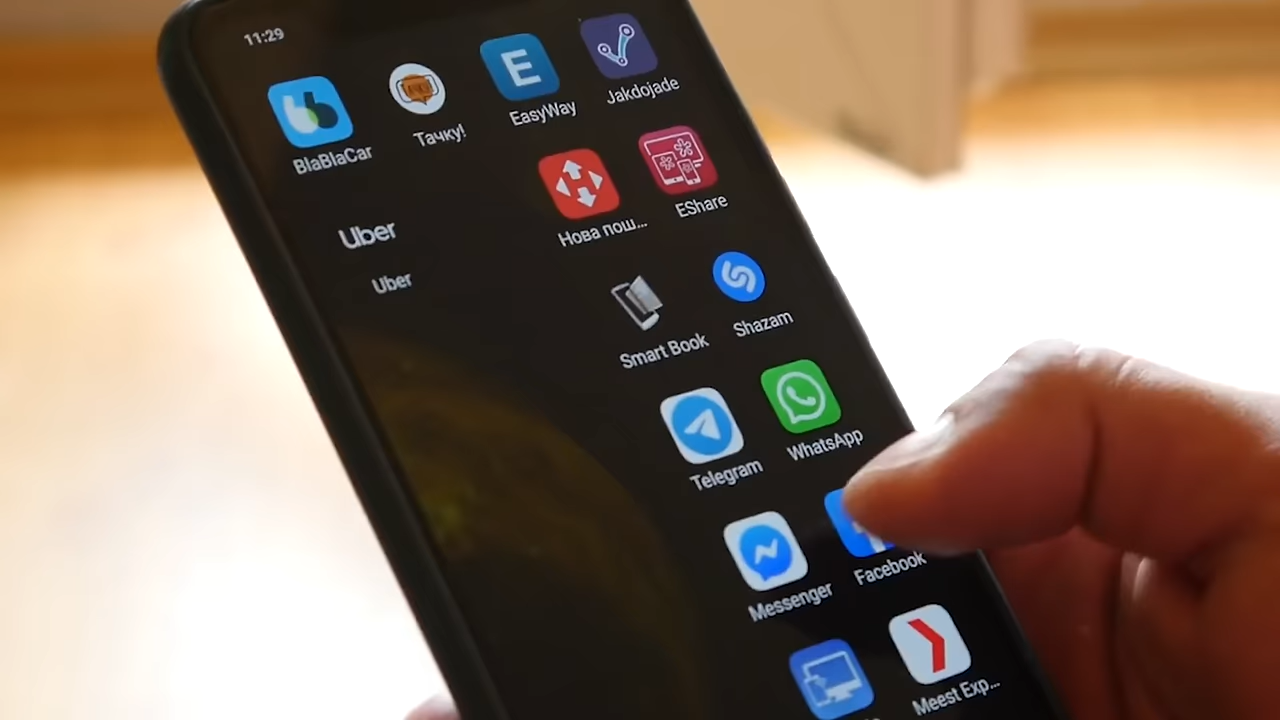 11:29
BlaBlaCar
Тачку!
E
EasyWay
Jakdojade
Нова пош...
EShare
Uber
Uber
Smart Book
Shazam
Telegram
WhatsApp
Messenger
Facebook
Meest Exp...